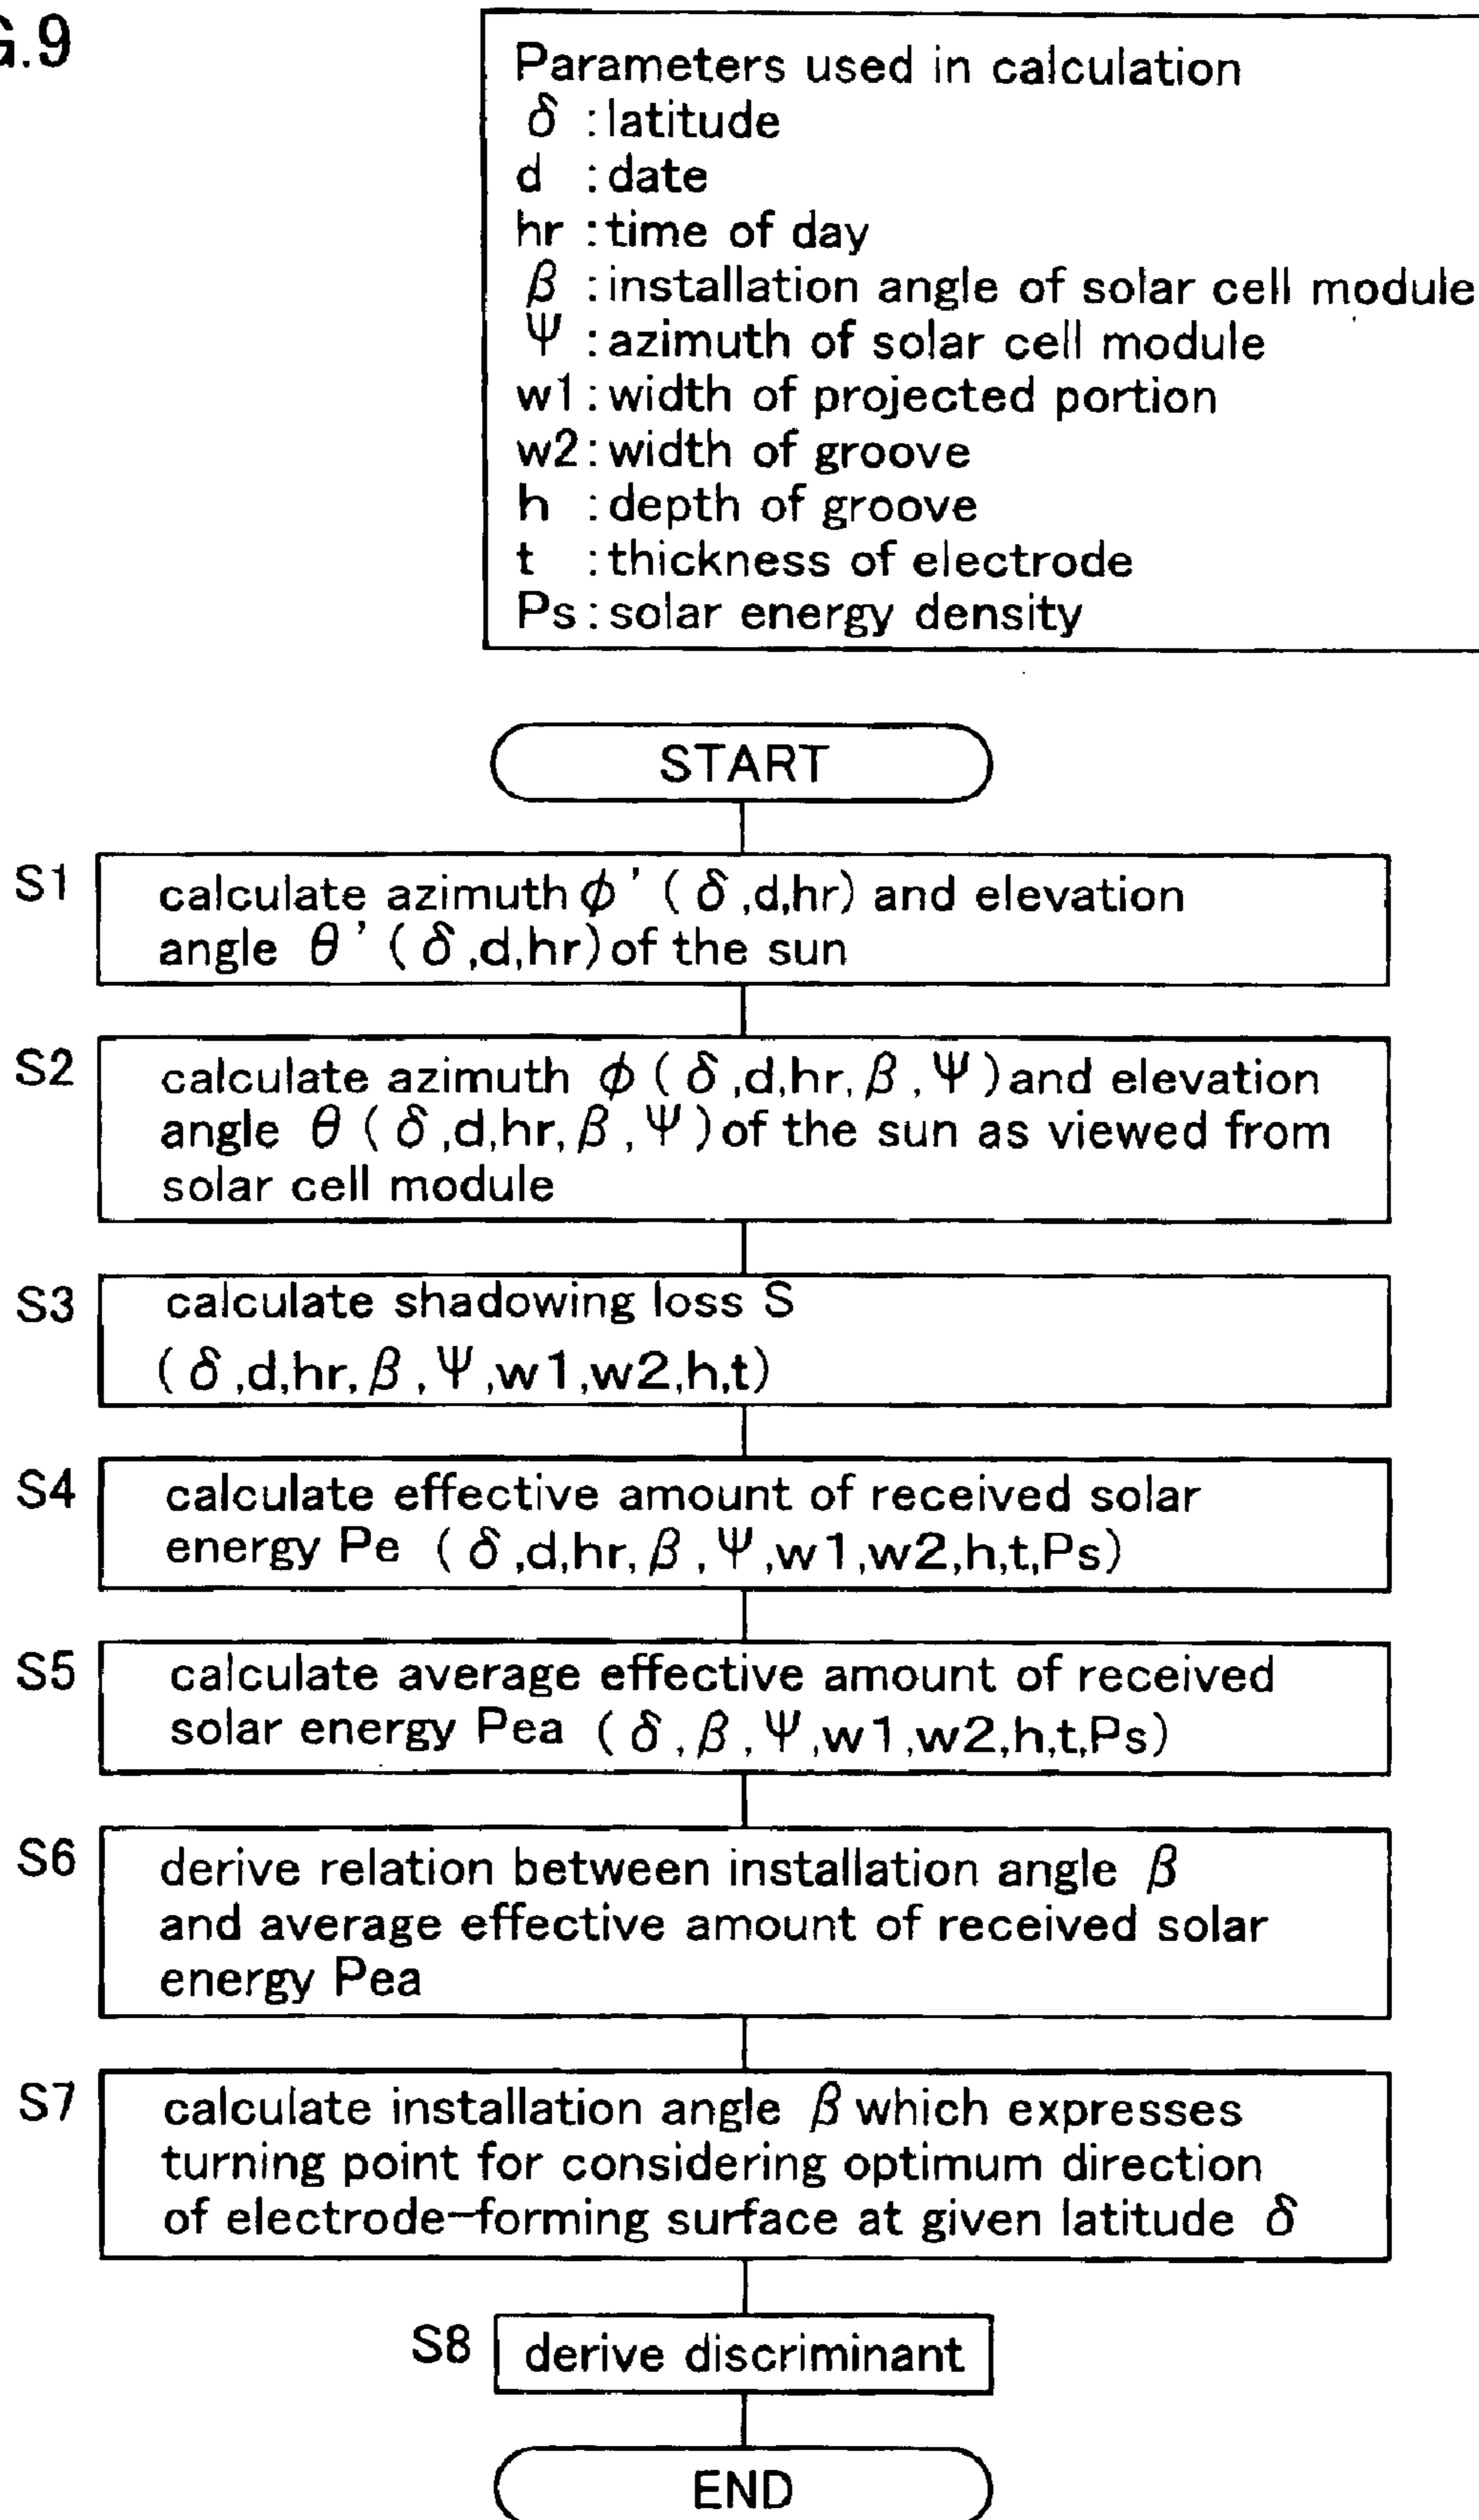 G.9
Parameters used in calculation
δ :latitude
d :date
hr :time of day
β :installation angle of solar cell module
Ψ :azimuth of solar cell module
w1:width of projected portion
w2:width of groove
h :depth of groove
t :thickness of electrode
Ps:solar energy density
START
S1
calculate azimuth ϕ' (δ,d,hr) and elevation
angle θ' (δ,d,hr) of the sun
S2
calculate azimuth ϕ (δ,d,hr,β,Ψ) and elevation
angle θ (δ,d,hr,β,Ψ) of the sun as viewed from
solar cell module
S3
calculate shadowing loss S
(δ,d,hr,β,Ψ,w1,w2,h,t)
S4
calculate effective amount of received solar
energy Pe (δ,d,hr,β,Ψ,w1,w2,h,t,Ps)
S5
calculate average effective amount of received
solar energy Pea (δ,β,Ψ,w1,w2,h,t,Ps)
S6
derive relation between installation angle β
and average effective amount of received solar
energy Pea
S7
calculate installation angle β which expresses
turning point for considering optimum direction
of electrode-forming surface at given latitude δ
S8
derive discriminant
END